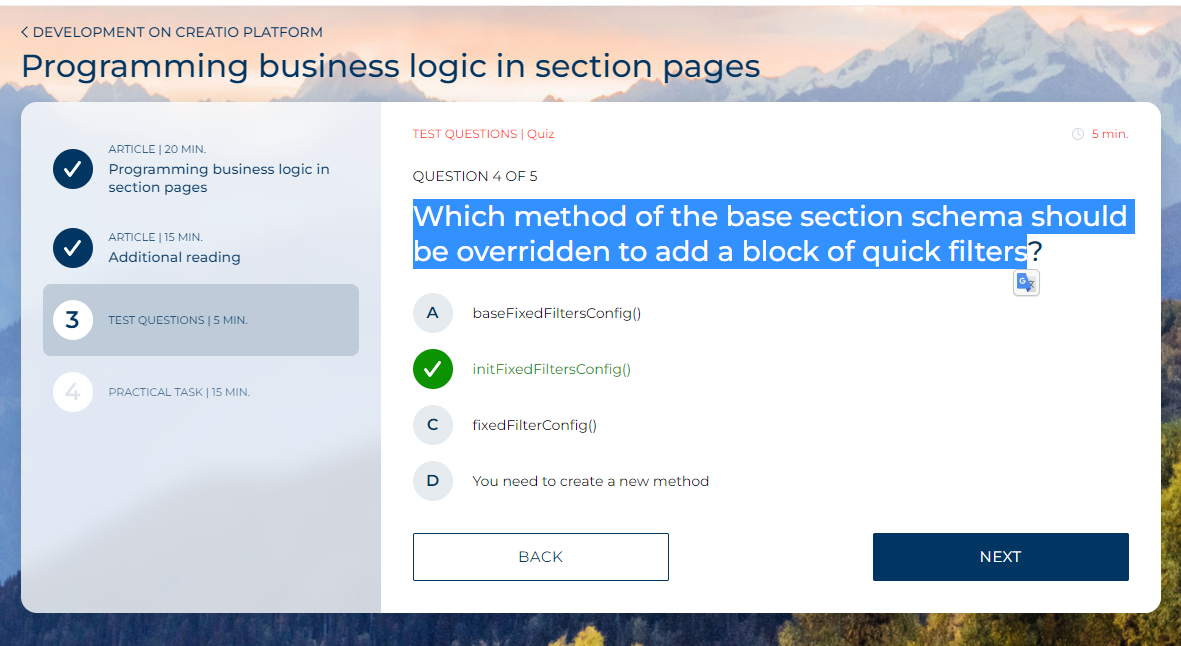 DEVELOPMENT ON CREATIO PLATFORM
Programming business logic in section pages
ARTICLE | 20 MIN.
Programming business logic in
section pages
ARTICLE | 15 MIN.
Additional reading
3
TEST QUESTIONS | 5 MIN.
4
PRACTICAL TASK | 15 MIN.
TEST QUESTIONS | Quiz
5 min.
QUESTION 4 OF 5
Which method of the base section schema should
be overridden to add a block of quick filters?
A
baseFixedFiltersConfig()
initFixedFiltersConfig()
C
fixedFilterConfig()
D
You need to create a new method
BACK
NEXT